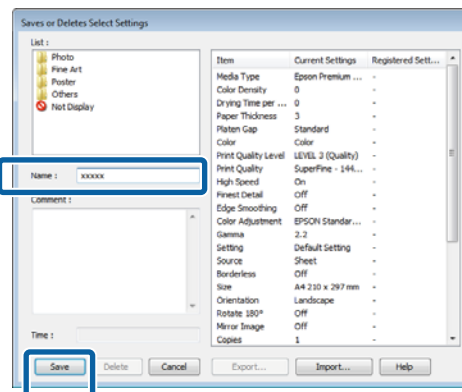 Saves or Deletes Select Settings
List :
Photo
Fine Art
Poster
Others
Not Display
Name : xxxxx
Comment :
Time :
Item Current Settings Registered Sett...
Media Type Epson Premium ... -
Color Density 0 -
Drying Time per ... 0 -
Paper Thickness 3 -
Platen Gap Standard -
Color Color -
Print Quality Level LEVEL 3 (Quality) -
Print Quality SuperFine - 144... -
High Speed On -
Finest Detail Off -
Edge Smoothing Off -
Color Adjustment EPSON Standar... -
Gamma 2.2 -
Setting Default Setting -
Source Sheet -
Borderless Off -
Size A4 210 x 297 mm -
Orientation Landscape -
Rotate 180° Off -
Mirror Image Off -
Copies 1 -
Save Delete Cancel Export... Import... Help